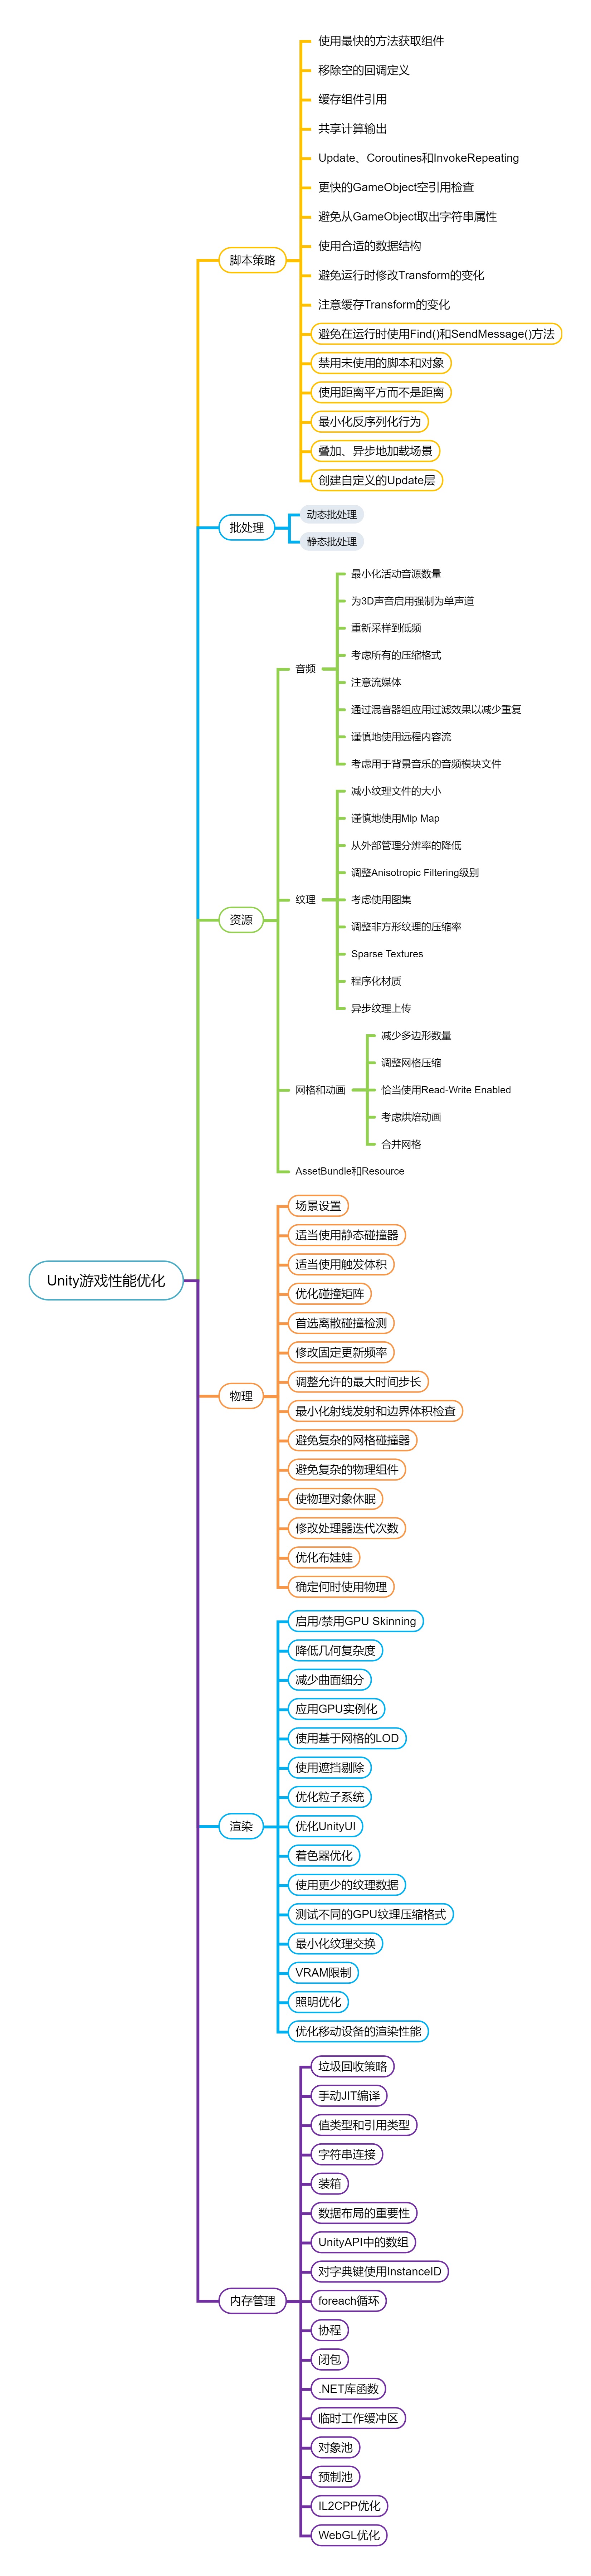 使用最快的方法获取组件
移除空的回调定义
缓存组件引用
共享计算输出
Update、Coroutines和InvokeRepeating
更快的GameObject空引用检查
避免从GameObject取出字符串属性
脚本策略
使用合适的数据结构
避免运行时修改Transform的变化
注意缓存Transform的变化
避免在运行时使用Find()和SendMessage()方法
禁用未使用的脚本和对象
使用距离平方而不是距离
最小化反序列化行为
叠加、异步地加载场景
创建自定义的Update层
批处理
动态批处理
静态批处理
最小化活动音源数量
为3D声音启用强制为单声道
重新采样到低频
考虑所有的压缩格式
音频
注意流媒体
通过混音器组应用过滤效果以减少重复
谨慎地使用远程内容流
考虑用于背景音乐的音频模块文件
减小纹理文件的大小
谨慎地使用Mip Map
从外部管理分辨率的降低
调整Anisotropic Filtering级别
纹理
考虑使用图集
资源
调整非方形纹理的压缩率
Sparse Textures
程序化材质
异步纹理上传
减少多边形数量
调整网格压缩
网格和动画
恰当使用Read-Write Enabled
考虑烘焙动画
合并网格
AssetBundle和Resource
Unity游戏性能优化
场景设置
适当使用静态碰撞器
适当使用触发体积
优化碰撞矩阵
首选离散碰撞检测
修改固定更新频率
调整允许的最大时间步长
物理
最小化射线发射和边界体积检查
避免复杂的网格碰撞器
避免复杂的物理组件
使物理对象休眠
修改处理器迭代次数
优化布娃娃
确定何时使用物理
启用/禁用GPU Skinning
降低几何复杂度
减少曲面细分
应用GPU实例化
使用基于网格的LOD
使用遮挡剔除
优化粒子系统
渲染
优化UnityUI
着色器优化
使用更少的纹理数据
测试不同的GPU纹理压缩格式
最小化纹理交换
VRAM限制
照明优化
优化移动设备的渲染性能
垃圾回收策略
手动JIT编译
值类型和引用类型
字符串连接
装箱
数据布局的重要性
UnityAPI中的数组
对字典键使用InstanceID
内存管理
foreach循环
协程
闭包
.NET库函数
临时工作缓冲区
对象池
预制池
IL2CPP优化
WebGL优化